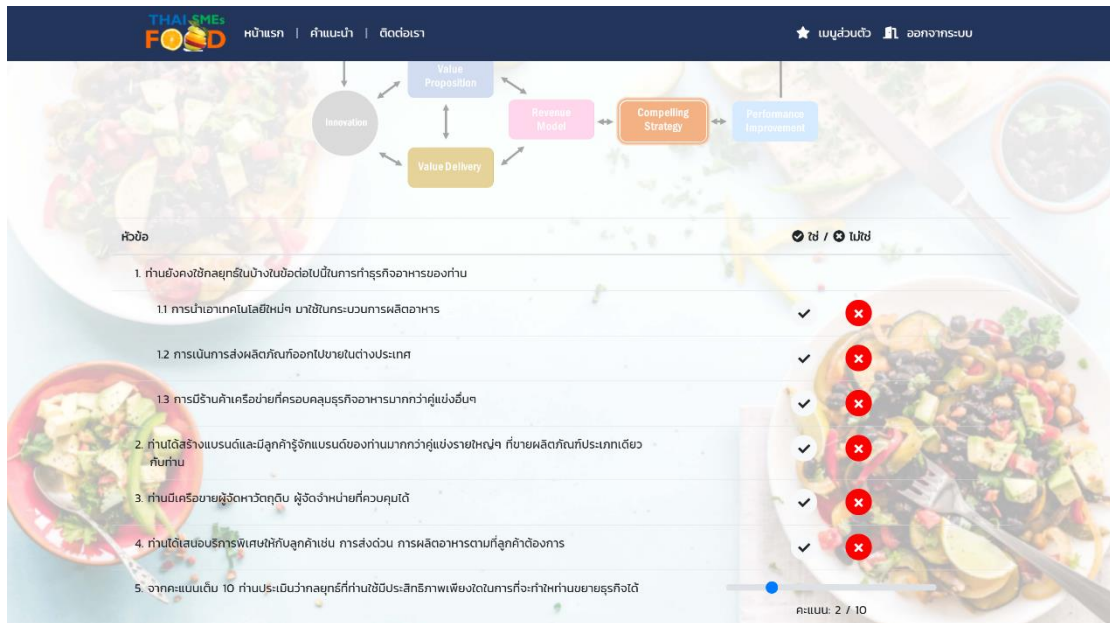 THAI SMEs
FOOD
หน้าแรก | คำแนะนำ | ติดต่อเรา
เมนูส่วนตัว ออกจากระบบ
Value
Proposition
Innovation
Revenue
Model
Compelling
Strategy
Performance
Improvement
Value Delivery
หัวข้อ
ใช่ / ไม่ใช่
1. ท่านยังคงใช้กลยุทธ์ในบ้างในข้อต่อไปนี้ในการทำธุรกิจอาหารของท่าน
1.1 การนำเอาเทคโนโลยีใหม่ๆ มาใช้ในกระบวนการผลิตอาหาร
1.2 การเน้นการส่งผลิตภัณฑ์ออกไปขายในต่างประเทศ
1.3 การมีร้านค้าเครือข่ายที่ครอบคลุมธุรกิจอาหารมากกว่าคู่แข่งอื่นๆ
2. ท่านได้สร้างแบรนด์และมีลูกค้ารู้จักแบรนด์ของท่านมากกว่าคู่แข่งรายใหญ่ๆ ที่ขายผลิตภัณฑ์ประเภทเดียว
กับท่าน
3. ท่านมีเครือขายผู้จัดหาวัตถุดิบ ผู้จัดจำหน่ายที่ควบคุมได้
4. ท่านได้เสนอบริการพิเศษให้กับลูกค้าเช่น การส่งด่วน การผลิตอาหารตามที่ลูกค้าต้องการ
5. จากคะแนนเต็ม 10 ท่านประเมินว่ากลยุทธ์ที่ท่านใช้มีประสิทธิภาพเพียงใดในการที่จะทำให้ท่านขยายธุรกิจได้
คะแนน: 2 / 10